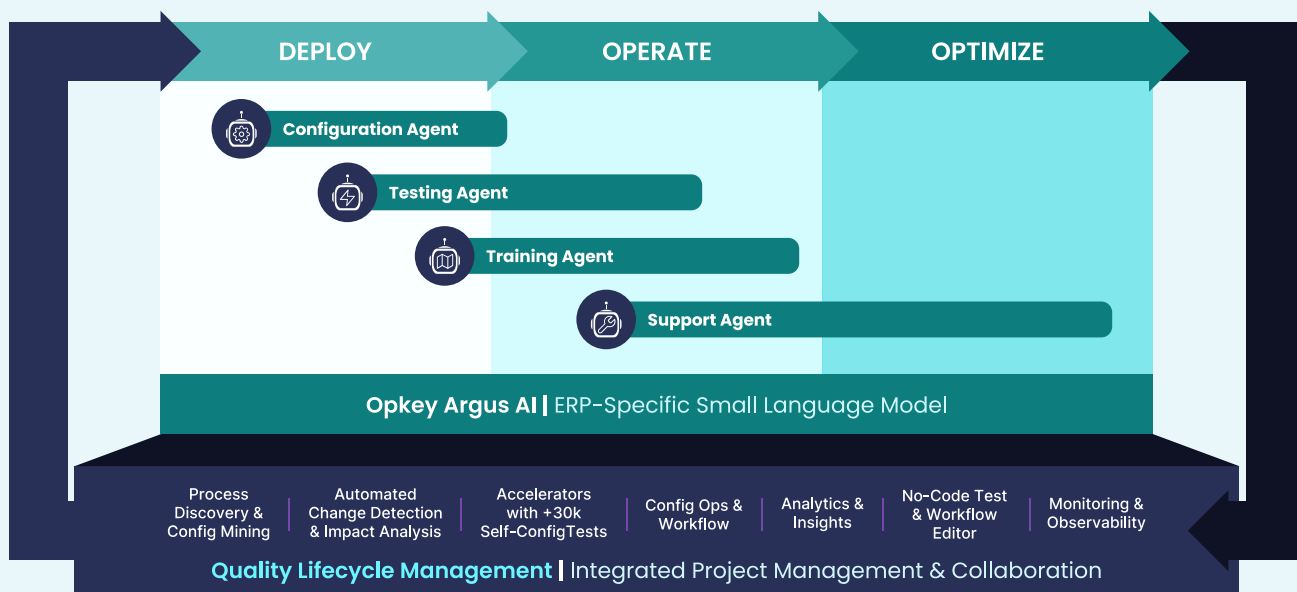 DEPLOY
OPERATE
OPTIMIZE
Configuration Agent
Testing Agent
Training Agent
Support Agent
Opkey Argus AI | ERP-Specific Small Language Model
Process
Discovery &
Config Mining
Automated
Change Detection
& Impact Analysis
Accelerators
with +30k
Self-ConfigTests
Config Ops &
Workflow
Analytics &
Insights
No-Code Test
& Workflow
Editor
Monitoring &
Observability
Quality Lifecycle Management | Integrated Project Management & Collaboration